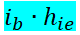 i_b · h_ie